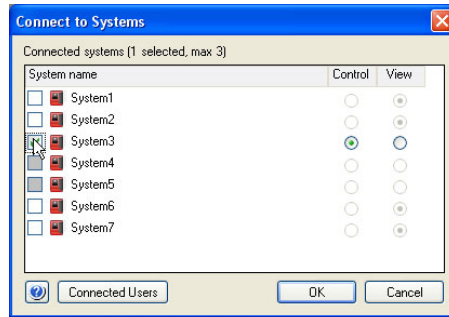 Connect to Systems
Connected systems (1 selected, max 3)
System name Control View
System1
System2
System3
System4
System5
System6
System7
Connected Users OK Cancel